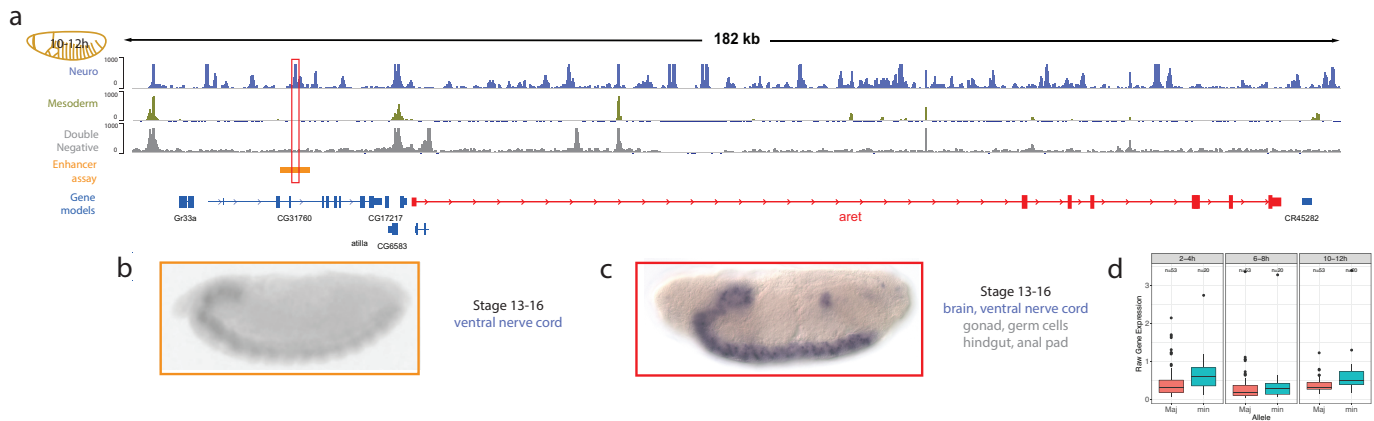 a
10-12h
182 kb
Neuro
1000
0
Mesoderm
1000
0
Double
Negative
1000
0
Enhancer
assay
Gene
models
Gr33a
CG31760
CG17217
atilla
CG6583
aret
CR45282
b
Stage 13-16
ventral nerve cord
c
Stage 13-16
brain, ventral nerve cord
gonad, germ cells
hindgut, anal pad
d
2-4h
6-8h
10-12h
n=53
n=20
n=53
n=20
n=53
n=20
Raw Gene Expression
3
2
1
0
Maj
min
Maj
min
Maj
min
Allele